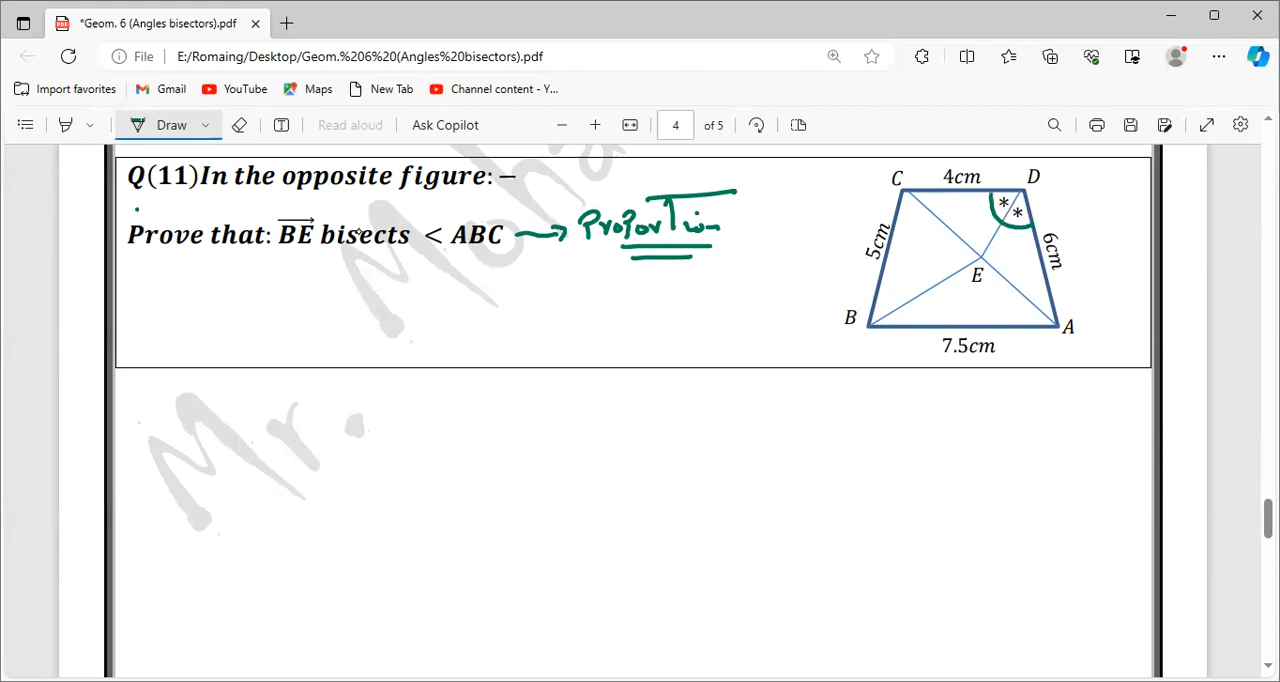 *Geom. 6 (Angles bisectors).pdf
File E:/Romaing/Desktop/Geom.%206%20(Angles%20bisectors).pdf
Import favorites Gmail YouTube Maps New Tab Channel content - Y...
Draw Read aloud Ask Copilot 4 of 5
Q(11)In the opposite figure: −
Prove that: BE bisects < ABC → Proportion
C 4cm D
* *
5cm 6cm
E
B A
7.5cm
Moha
Mr.